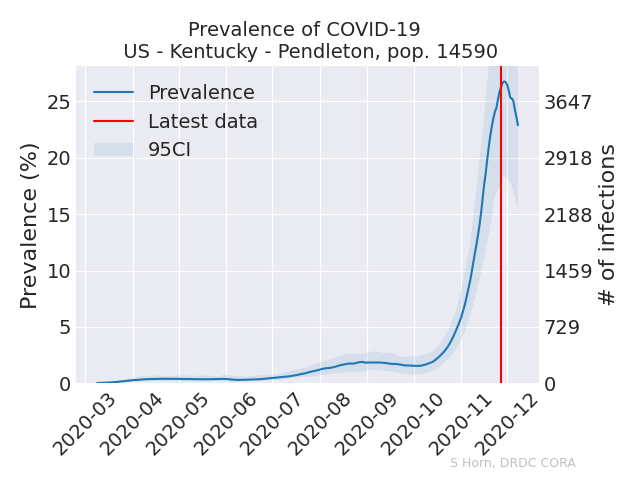 Prevalence of COVID-19
US - Kentucky - Pendleton, pop. 14590
Prevalence
Latest data
95CI
Prevalence (%)
25
20
15
10
5
0
3647
2918
2188
1459
729
0
# of infections
2020-03
2020-04
2020-05
2020-06
2020-07
2020-08
2020-09
2020-10
2020-11
2020-12
S Horn, DRDC CORA